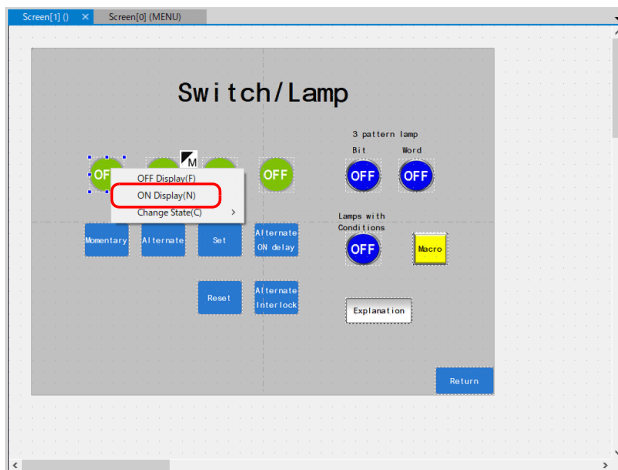 Screen[1] () × Screen[0] (MENU)
Switch/Lamp
3 pattern lamp
Bit Word
M
OF OFF OFF OFF
OFF Display(F)
ON Display(N)
Change State(C) >
Lamps with
Conditions
Momentary Alternate Set Alternate
ON delay
OFF Macro
Reset Alternate
Interlock
Explanation
Return